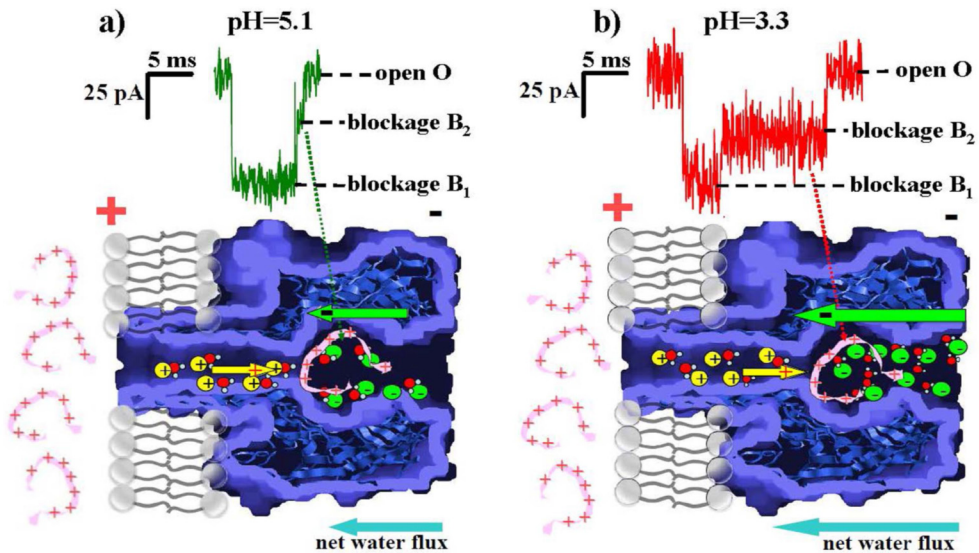 a)
pH=5.1
5 ms
25 pA
open O
blockage B₂
blockage B₁
+
-
net water flux
b)
pH=3.3
5 ms
25 pA
open O
blockage B₂
blockage B₁
+
-
net water flux